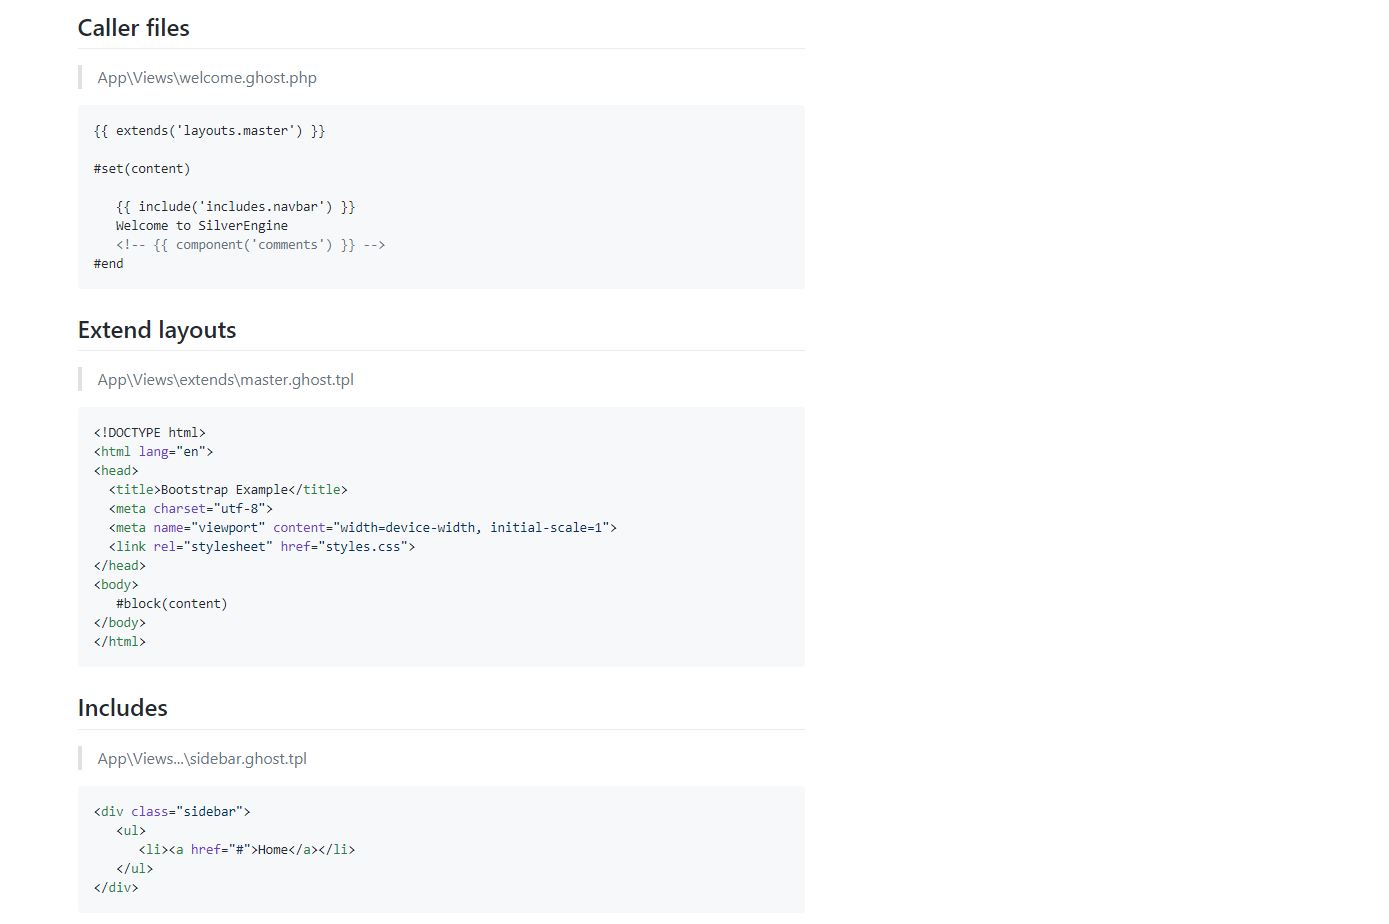 Caller files
App\Views\welcome.ghost.php
{{ extends('layouts.master') }}
#set(content)
{{ include('includes.navbar') }}
Welcome to SilverEngine
<!-- {{ component('comments') }} -->
#end
Extend layouts
App\Views\extends\master.ghost.tpl
<!DOCTYPE html>
<html lang="en">
<head>
<title>Bootstrap Example</title>
<meta charset="utf-8">
<meta name="viewport" content="width=device-width, initial-scale=1">
<link rel="stylesheet" href="styles.css">
</head>
<body>
#block(content)
</body>
</html>
Includes
App\Views...\sidebar.ghost.tpl
<div class="sidebar">
<ul>
<li><a href="#">Home</a></li>
</ul>
</div>